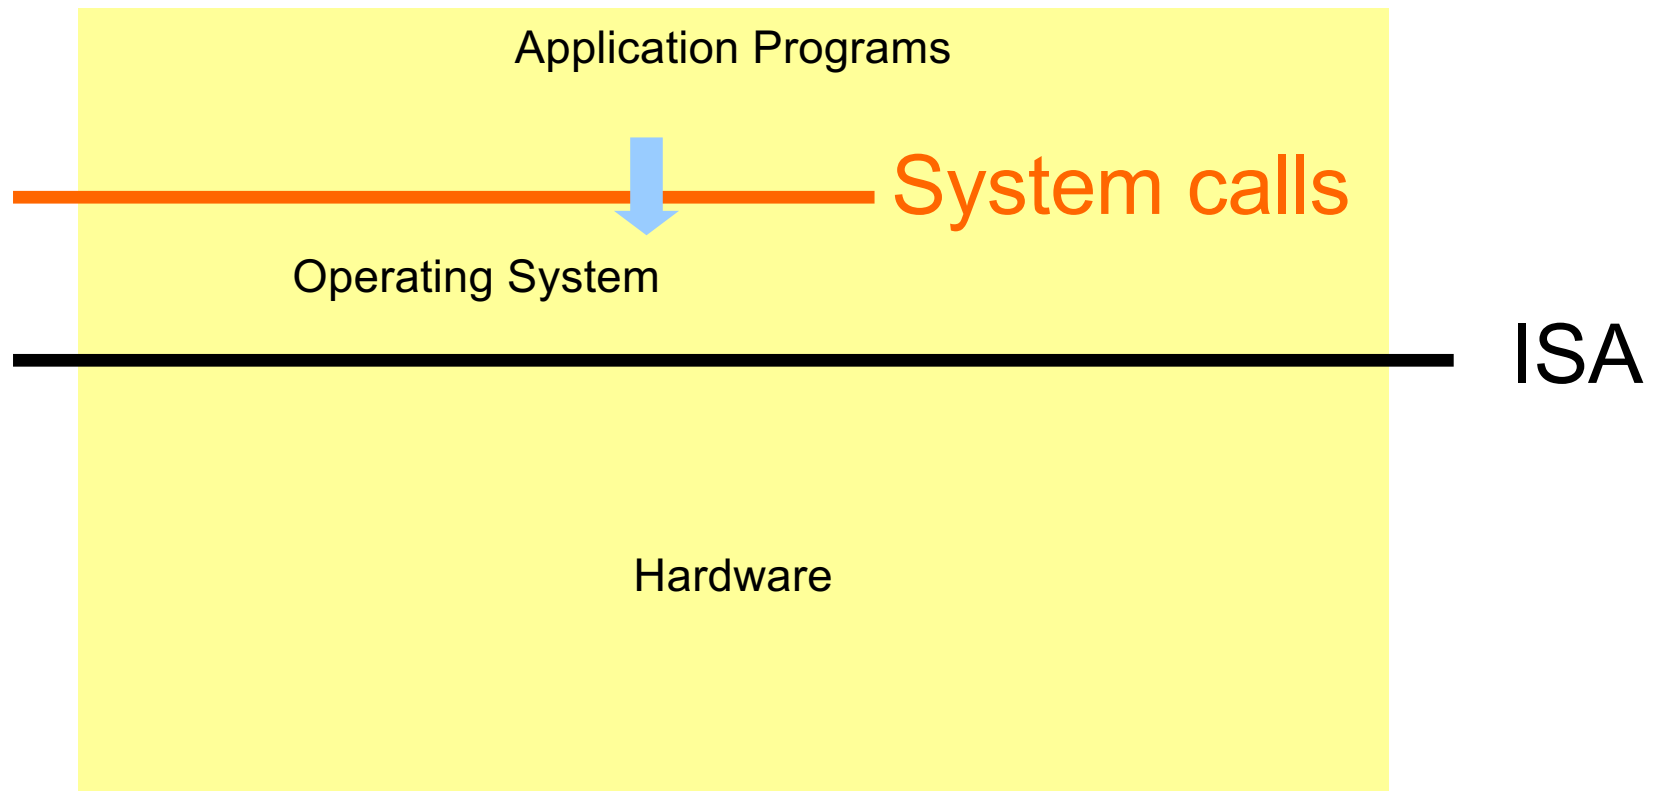 Application Programs
System calls
Operating System
ISA
Hardware